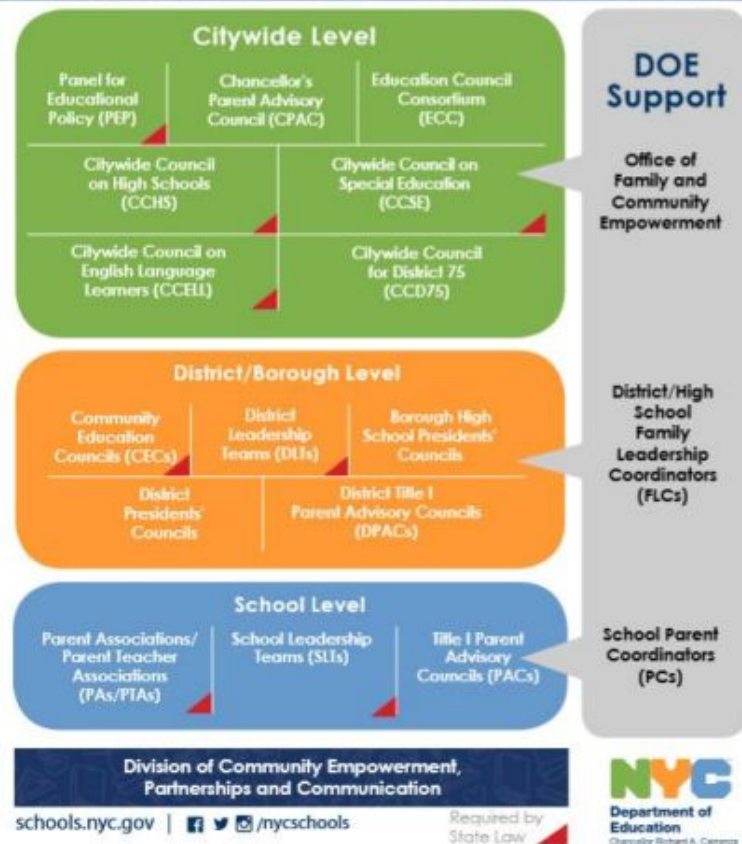 Citywide Level
Panel for
Educational
Policy (PEP)
Chancellor's
Parent Advisory
Council (CPAC)
Education Council
Consortium
(ECC)
Citywide Council
on High Schools
(CCHS)
Citywide Council on
Special Education
(CCSE)
Citywide Council on
English Language
Learners (CCELL)
Citywide Council
for District 75
(CCD75)
District/Borough Level
Community
Education
Councils (CECs)
District
Leadership
Teams (DLTs)
Borough High
School Presidents'
Councils
District
Presidents'
Councils
District Title I
Parent Advisory Councils
(DPACs)
School Level
Parent Associations/
Parent Teacher
Associations
(PAs/PTAs)
School Leadership
Teams (SLTs)
Title I Parent
Advisory
Councils (PACs)
DOE
Support
Office of
Family and
Community
Empowerment
District/High
School
Family
Leadership
Coordinators
(FLCs)
School Parent
Coordinators
(PCs)
Division of Community Empowerment,
Partnerships and Communication
schools.nyc.gov | /nycschools
Required by
State Law
NYC
Department of
Education
Chancellor Richard A. Carranza